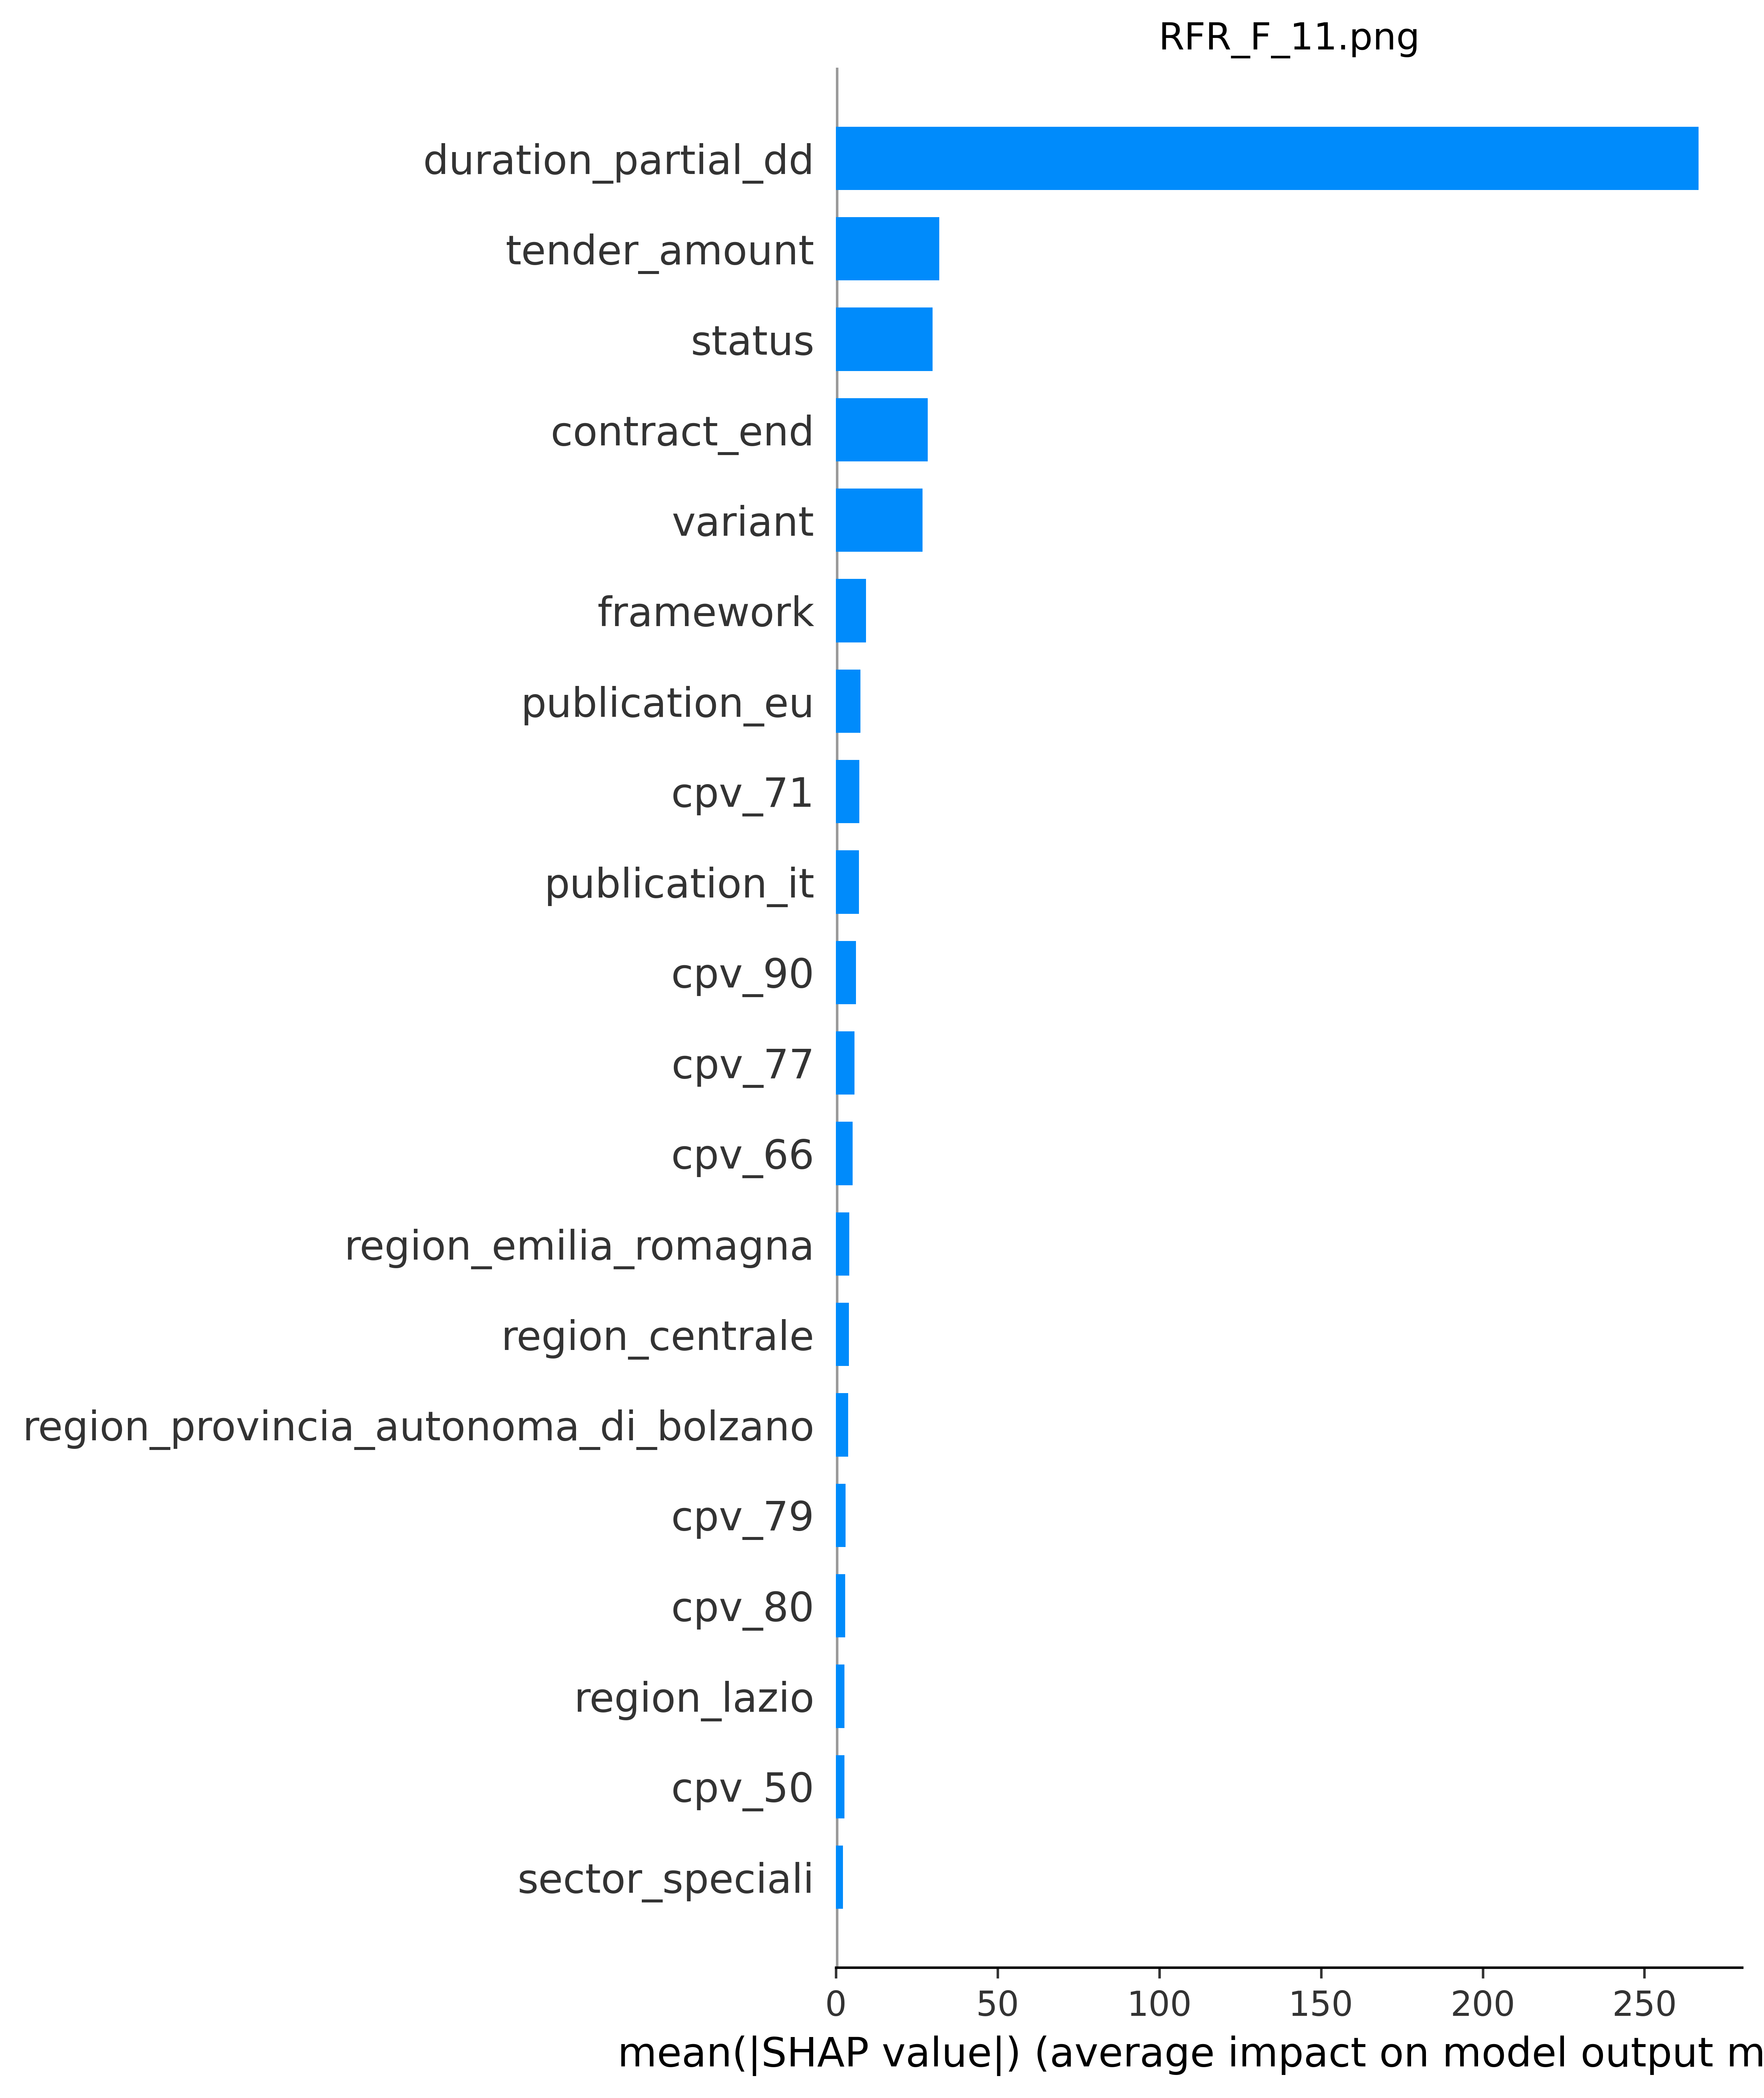 RFR_F_11.png
duration_partial_dd
tender_amount
status
contract_end
variant
framework
publication_eu
cpv_71
publication_it
cpv_90
cpv_77
cpv_66
region_emilia_romagna
region_centrale
region_provincia_autonoma_di_bolzano
cpv_79
cpv_80
region_lazio
cpv_50
sector_speciali
0 50 100 150 200 250
mean(|SHAP value|) (average impact on model output m